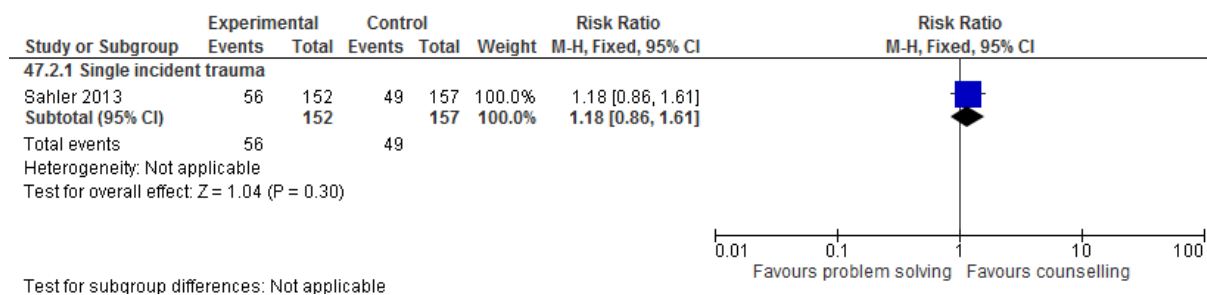 Experimental Control Risk Ratio Risk Ratio
Study or Subgroup Events Total Events Total Weight M-H, Fixed, 95% CI M-H, Fixed, 95% CI
47.2.1 Single incident trauma
Sahler 2013 56 152 49 157 100.0% 1.18 [0.86, 1.61]
Subtotal (95% CI) 152 157 100.0% 1.18 [0.86, 1.61]
Total events 56 49
Heterogeneity: Not applicable
Test for overall effect: Z = 1.04 (P = 0.30)
0.01 0.1 1 10 100
Favours problem solving Favours counselling
Test for subgroup differences: Not applicable